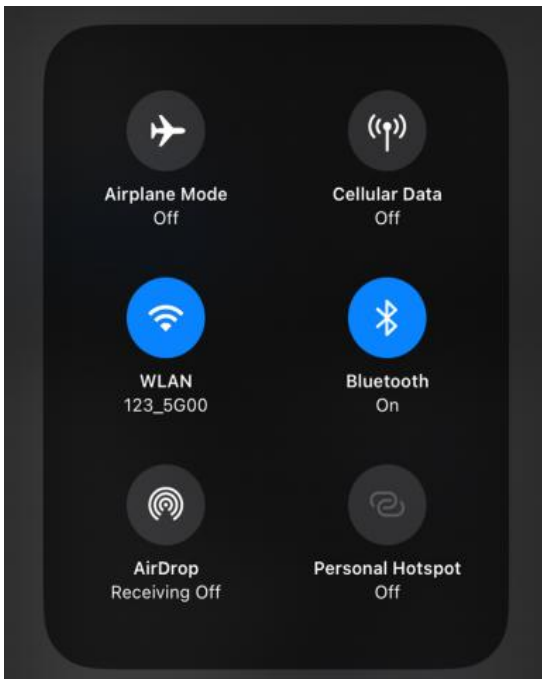 Airplane Mode
Off
Cellular Data
Off
WLAN
123_5G00
Bluetooth
On
AirDrop
Receiving Off
Personal Hotspot
Off